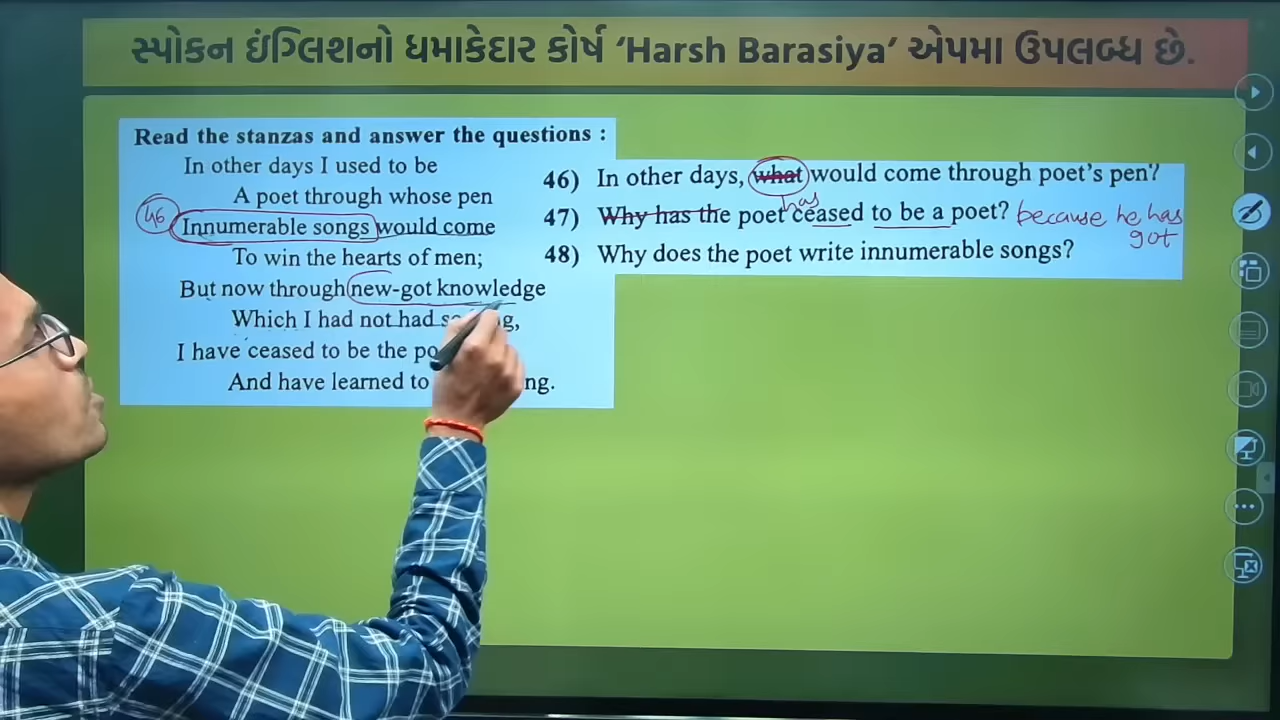 સ્પોકન ઇંગ્લિશનો ધમાકેદાર કોર્ષ ‘Harsh Barasiya’ એપમા ઉપલબ્ધ છે.
Read the stanzas and answer the questions :
In other days I used to be
A poet through whose pen
46 Innumerable songs would come
To win the hearts of men;
But now through new-got knowledge
Which I had not had
I have ceased to be the
And have learned to
46) In other days, what would come through poet's pen?
has
47) Why has the poet ceased to be a poet? because he has
got
48) Why does the poet write innumerable songs?